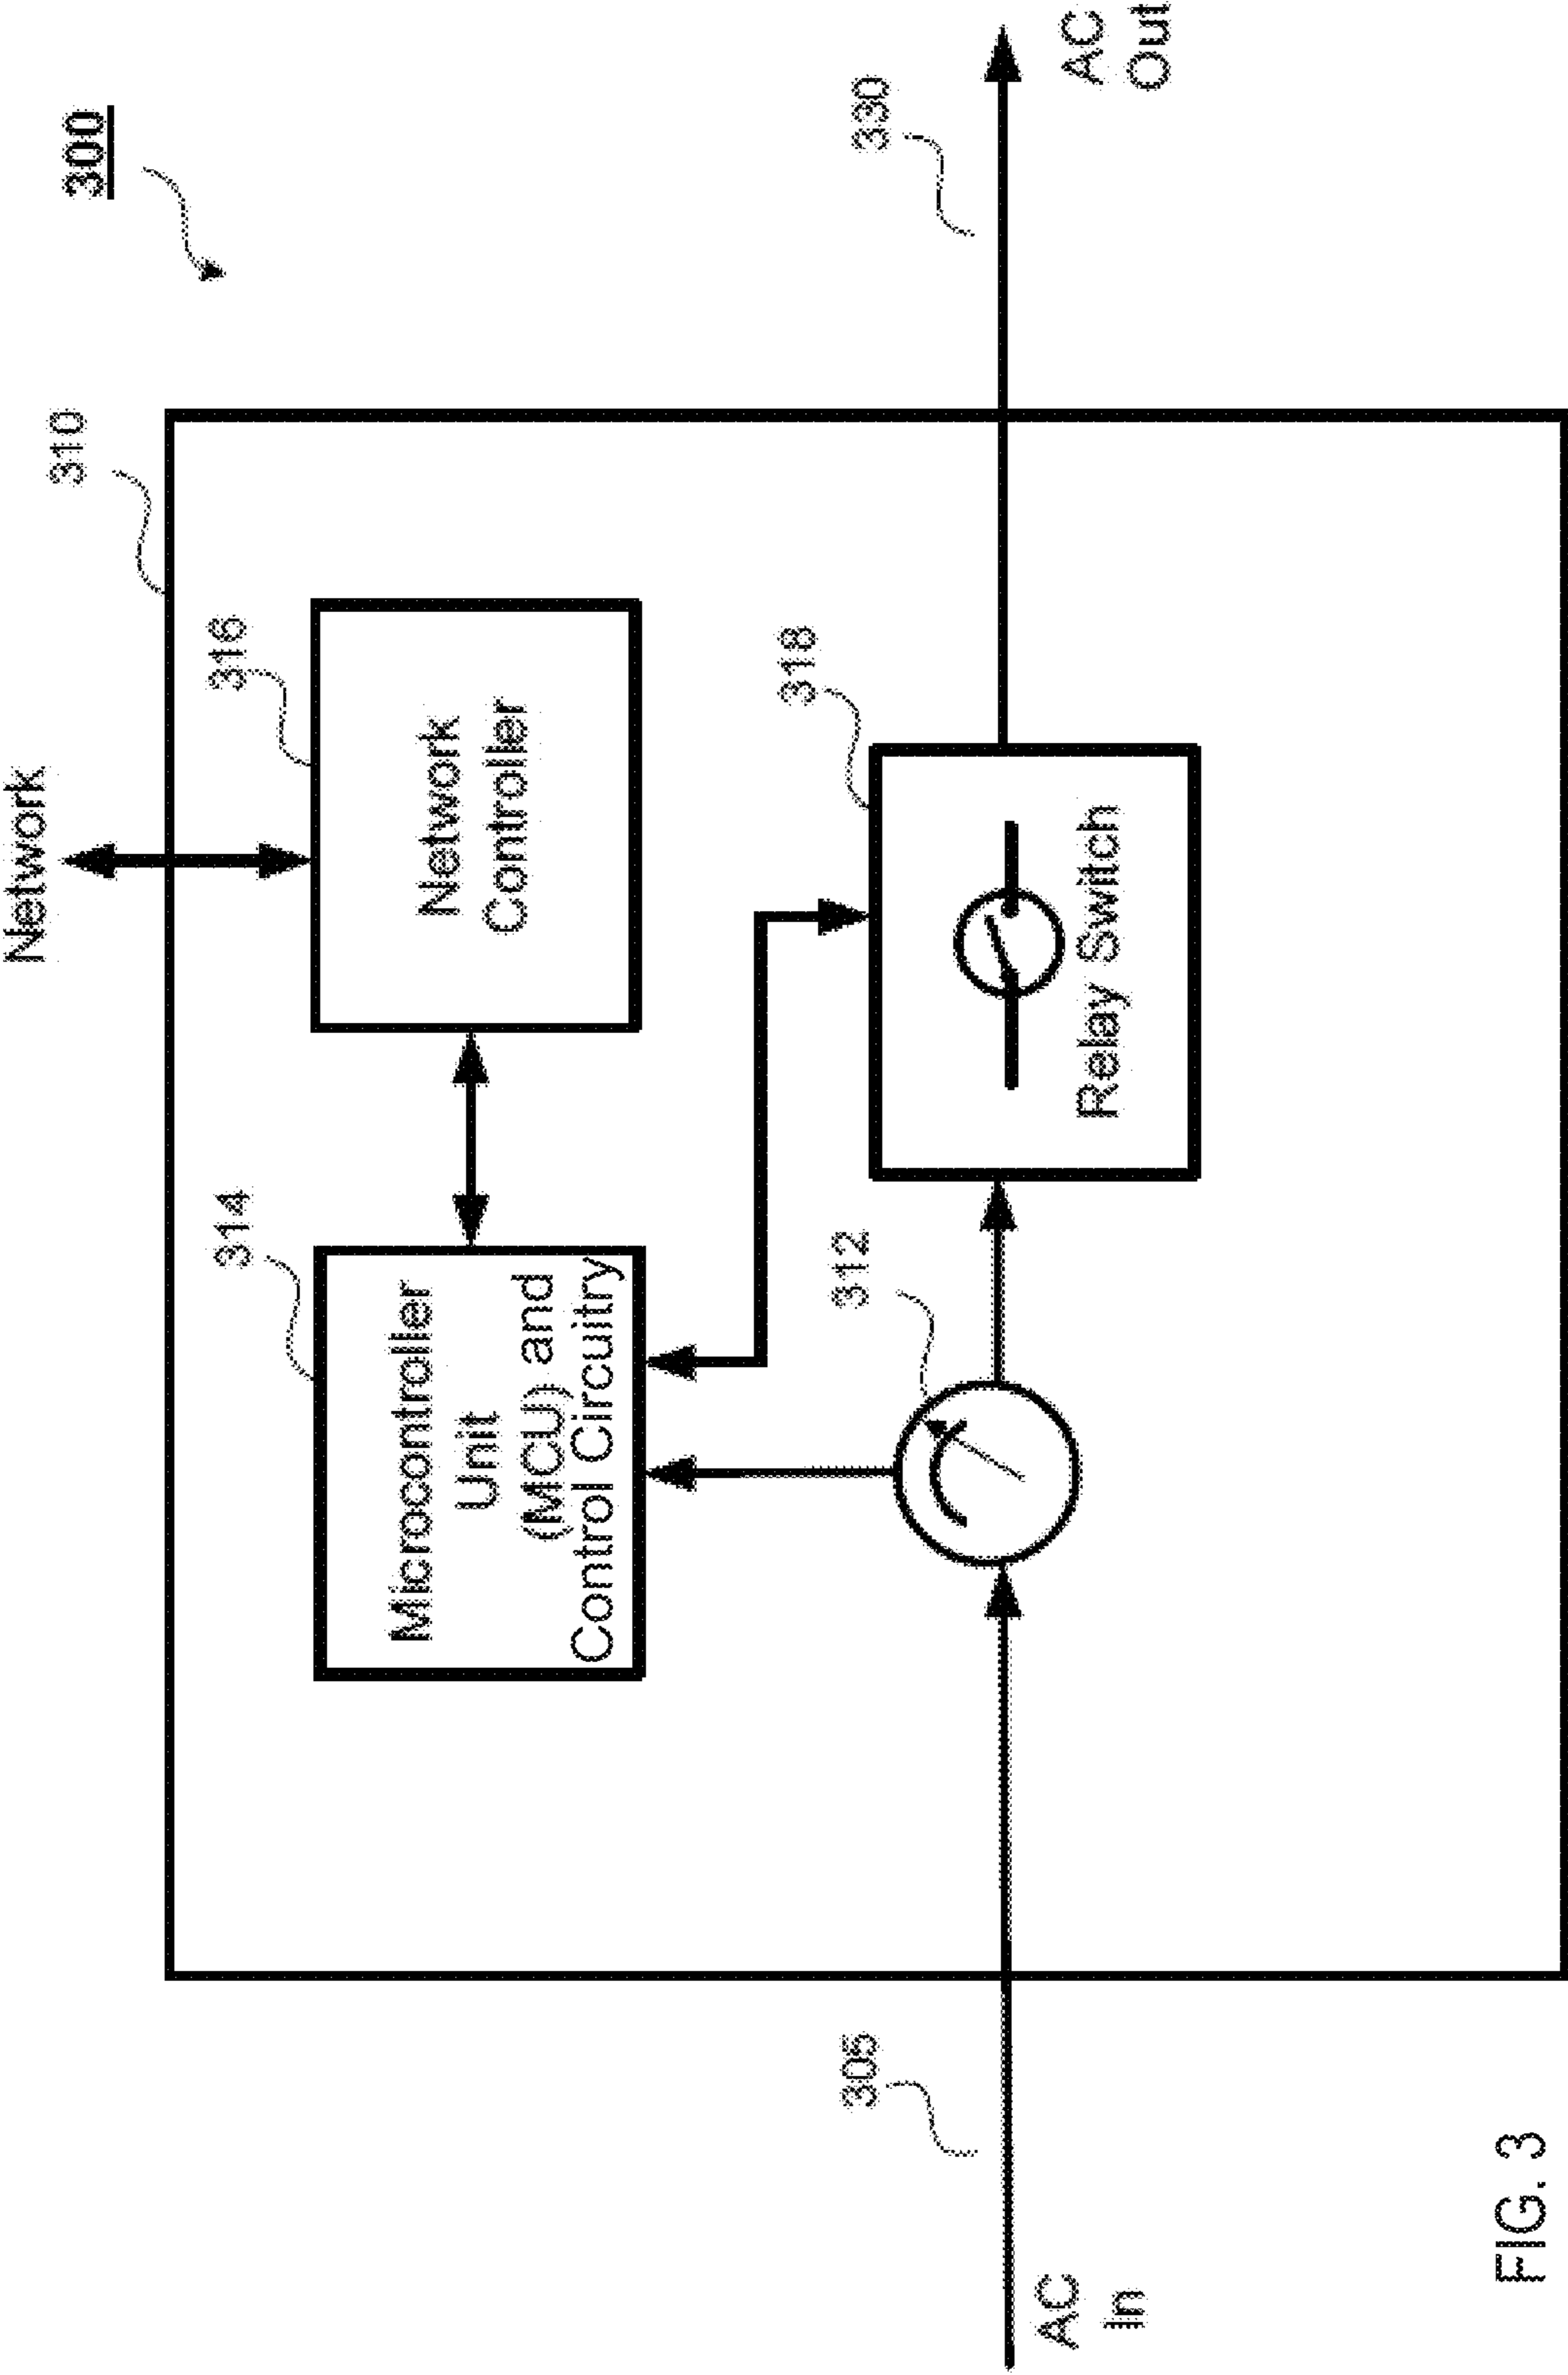 300
Network
310
316
Network
Controller
314
Microcontroller
Unit
(MCU) and
Control Circuitry
318
Relay Switch
312
305
330
AC
In
AC
Out
FIG. 3